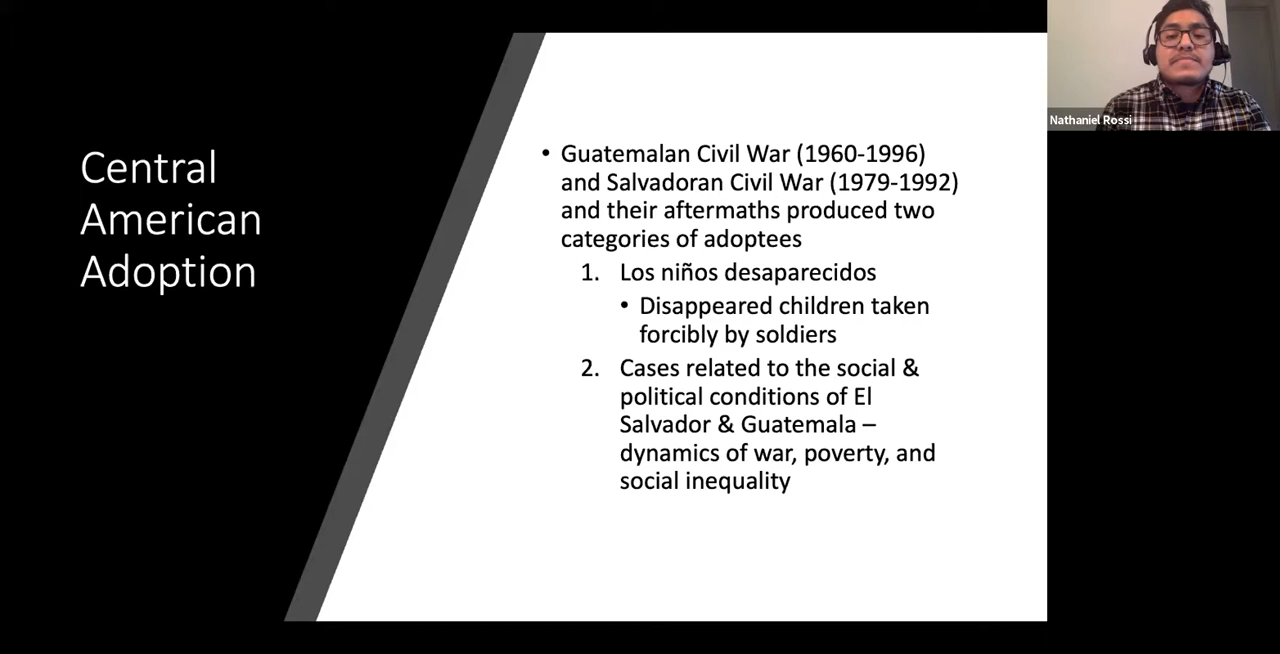 Central
American
Adoption
• Guatemalan Civil War (1960-1996)
and Salvadoran Civil War (1979-1992)
and their aftermaths produced two
categories of adoptees
1. Los niños desaparecidos
• Disappeared children taken
forcibly by soldiers
2. Cases related to the social &
political conditions of El
Salvador & Guatemala –
dynamics of war, poverty, and
social inequality
Nathaniel Rossi